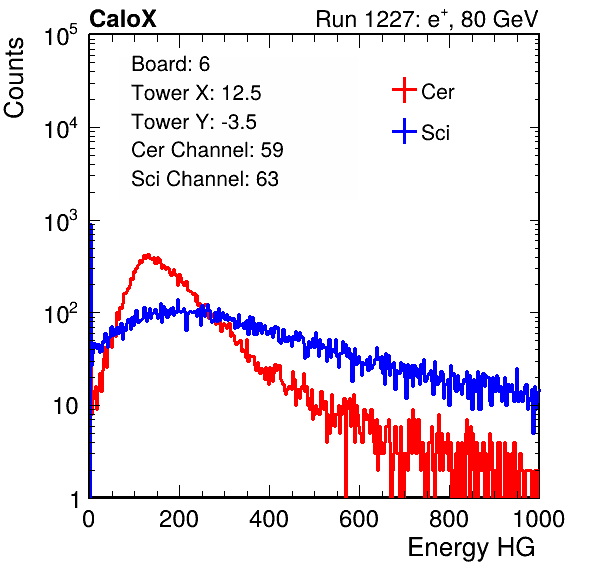 CaloX Run 1227: e⁺, 80 GeV
Board: 6
Tower X: 12.5
Tower Y: -3.5
Cer Channel: 59
Sci Channel: 63
Cer
Sci
Counts
10⁵
10⁴
10³
10²
10
1
0 200 400 600 800 1000
Energy HG